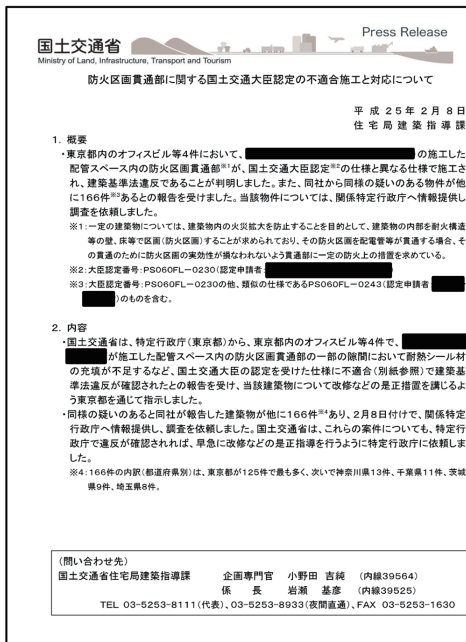 Press Release
国土交通省
Ministry of Land, Infrastructure, Transport and Tourism
防火区画貫通部に関する国土交通大臣認定の不適合施工と対応について
平成25年2月8日
住宅局建築指導課
1. 概要
・東京都内のオフィスビル等4件において、の施工した
配管スペース内の防火区画貫通部※1が、国土交通大臣認定※2の仕様と異なる仕様で施工さ
れ、建築基準法違反であることが判明しました。また、同社から同様の疑いのある物件が他
に166件※3あるとの報告を受けました。当該物件については、関係特定行政庁へ情報提供し
調査を依頼しました。
※1:一定の建築物については、建築物内の火災拡大を防止することを目的として、建築物の内部を耐火構造
等の壁、床等で区画(防火区画)することが求められており、その防火区画を配電管等が貫通する場合、そ
の貫通のために防火区画の実効性が損なわれないよう貫通部に一定の防火上の措置を求めている。
※2:大臣認定番号:PS060FL-0230(認定申請者:
※3:大臣認定番号:PS060FL-0230の他、類似の仕様であるPS060FL-0243(認定申請者:
)のものを含む。
2. 内容
・国土交通省は、特定行政庁(東京都)から、東京都内のオフィスビル等4件で、
が施工した配管スペース内の防火区画貫通部の一部の隙間において耐熱シール材
の充填が不足するなど、国土交通大臣の認定を受けた仕様に不適合(別紙参照)で建築基
準法違反が確認されたとの報告を受け、当該建築物について改修などの是正措置を講じるよ
う東京都を通じて指示しました。
・同様の疑いのあると同社が報告した建築物が他に166件※4あり、2月8日付けで、関係特定
行政庁へ情報提供し、調査を依頼しました。国土交通省は、これらの案件についても、特定行
政庁で違反が確認されれば、早急に改修などの是正指導を行うように特定行政庁に依頼しま
した。
※4:166件の内訳(都道府県別)は、東京都が125件で最も多く、次いで神奈川県13件、千葉県11件、茨城
県9件、埼玉県8件。
(問い合わせ先)
国土交通省住宅局建築指導課 企画専門官 小野田 吉純 (内線39564)
係 長 岩瀬 基彦 (内線39525)
TEL 03-5253-8111(代表)、03-5253-8933(夜間直通)、FAX 03-5253-1630